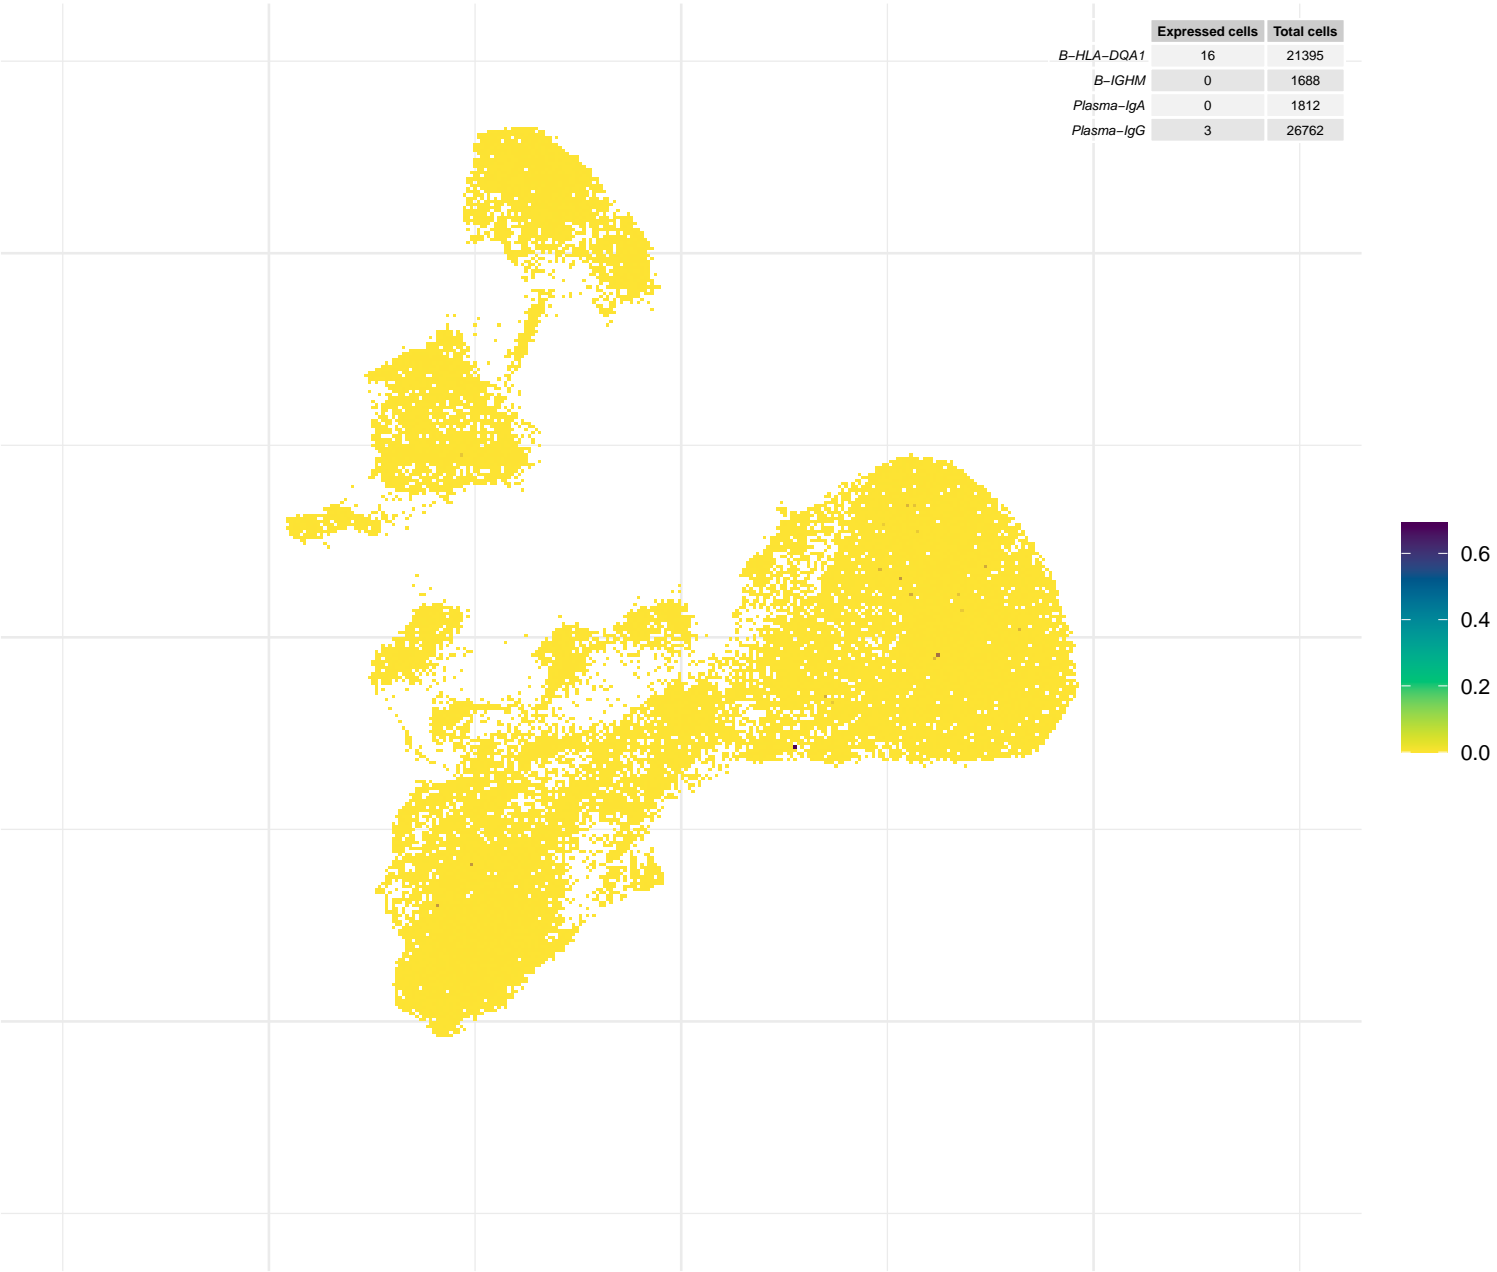 Expressed cells Total cells
B−HLA−DQA1 16 21395
B−IGHM 0 1688
Plasma−IgA 0 1812
Plasma−IgG 3 26762
0.6
0.4
0.2
0.0